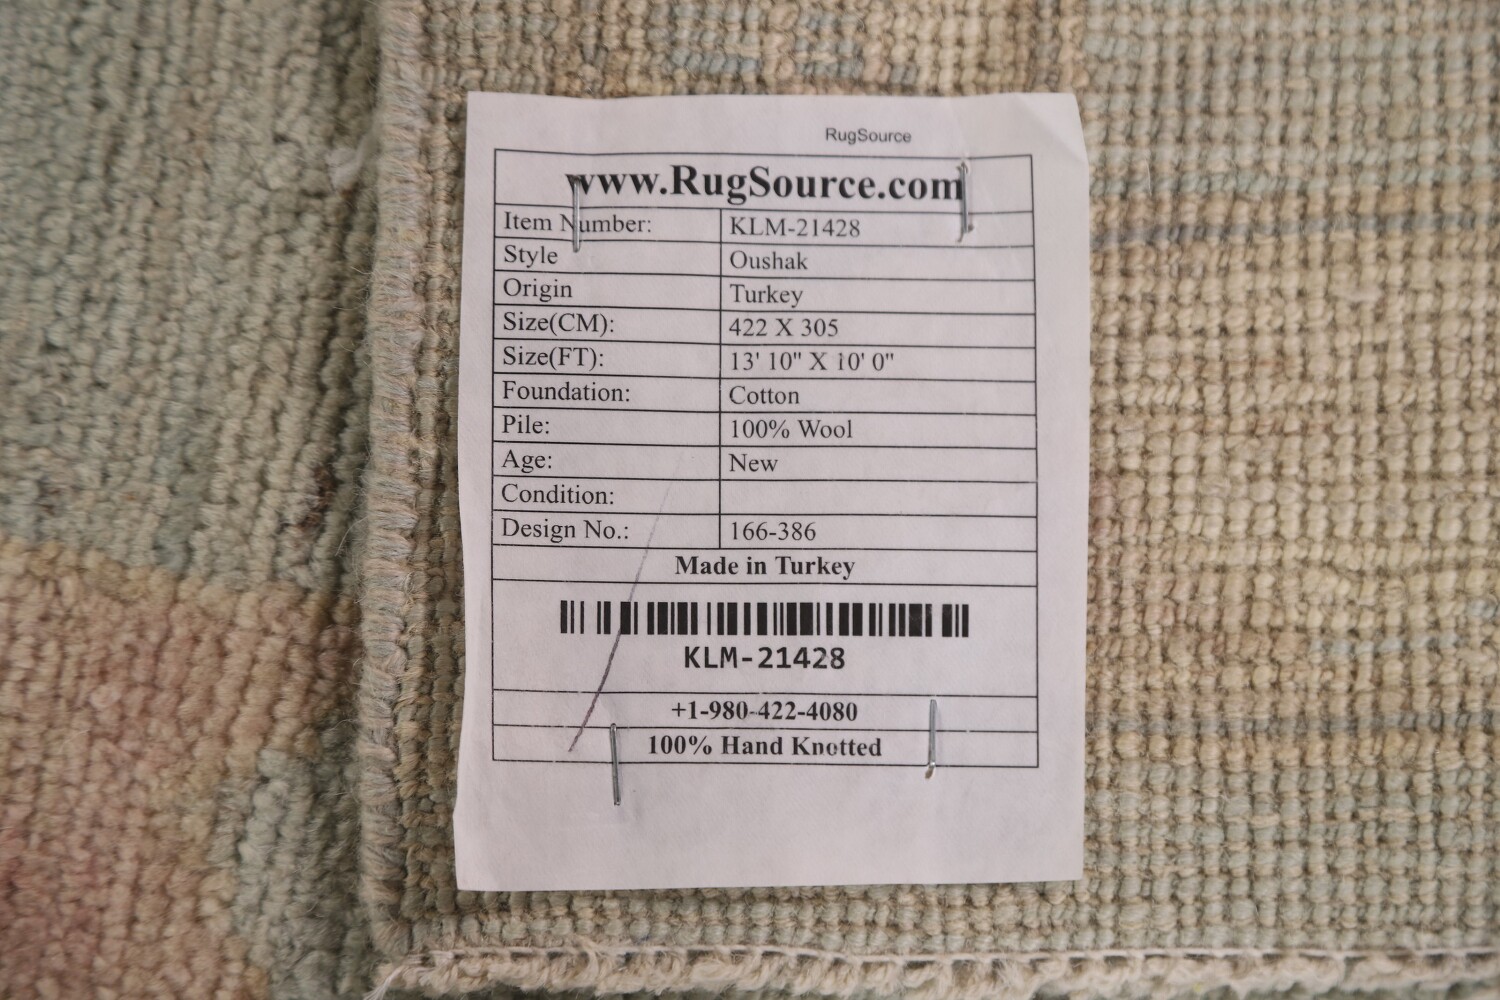 RugSource
www.RugSource.com
Item Number: KLM-21428
Style Oushak
Origin Turkey
Size(CM): 422 X 305
Size(FT): 13' 10" X 10' 0"
Foundation: Cotton
Pile: 100% Wool
Age: New
Condition:
Design No.: 166-386
Made in Turkey
KLM-21428
+1-980-422-4080
100% Hand Knotted